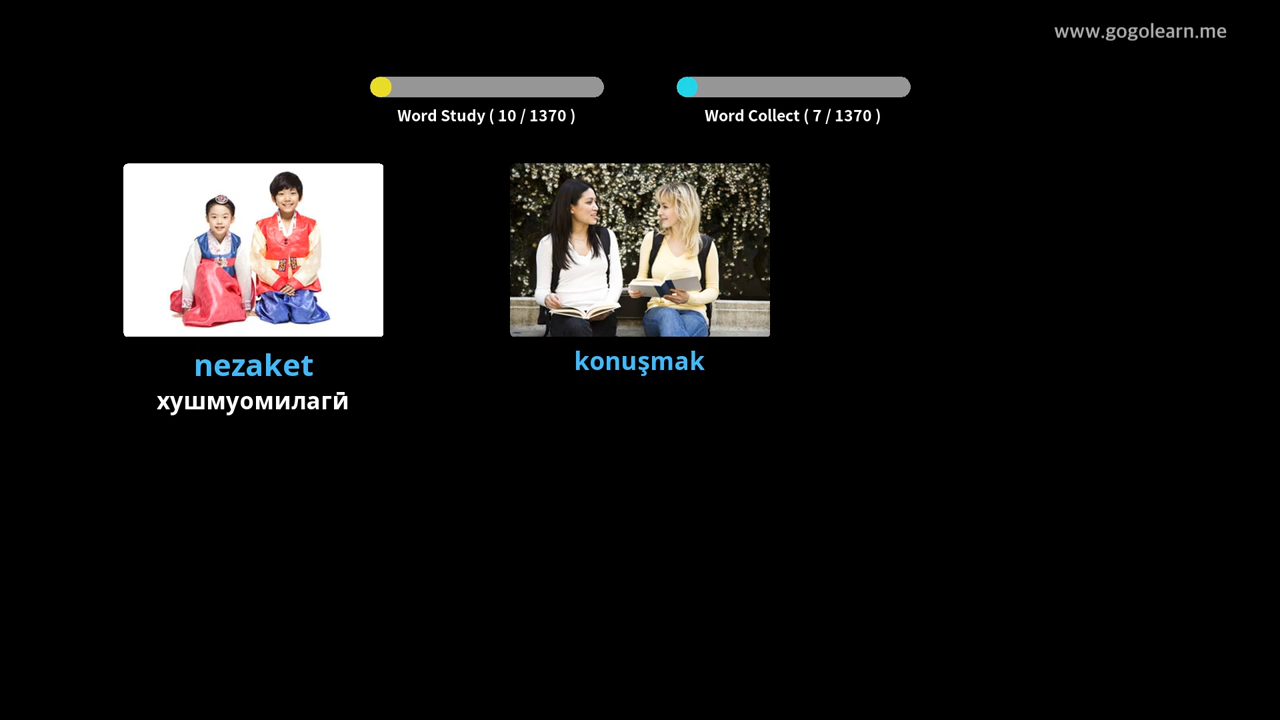 www.gogolearn.me
Word Study ( 10 / 1370 )
Word Collect ( 7 / 1370 )
nezaket
хушмуомилагӣ
konuşmak